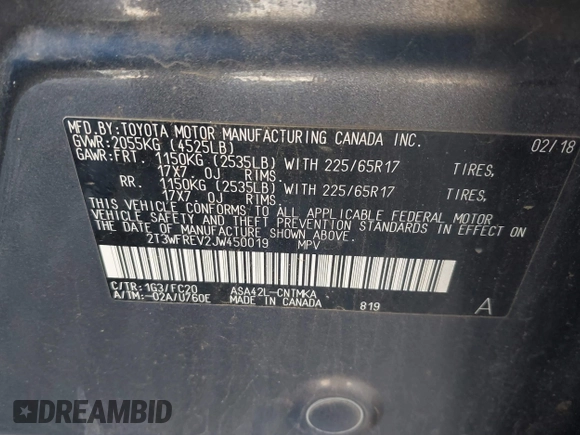 MFD.BY:TOYOTA MOTOR MANUFACTURING CANADA INC. 02/18
GVWR:2055KG (4525LB)
GAWR:FRT. 1150KG (2535LB) WITH 225/65R17 TIRES,
17X7 0J RIMS.
RR. 1150KG (2535LB) WITH 225/65R17 TIRES,
17X7 0J RIMS.
THIS VEHICLE CONFORMS TO ALL APPLICABLE FEDERAL MOTOR
VEHICLE SAFETY AND THEFT PREVENTION STANDARDS IN EFFECT ON
THE DATE OF MANUFACTURE SHOWN ABOVE.
2T3WFREV2JW450019 MPV
C/TR:1G3/FC20 ASA42L-CNTMKA
A/TM:-02A/U760E MADE IN CANADA 819 A
DREAMBID